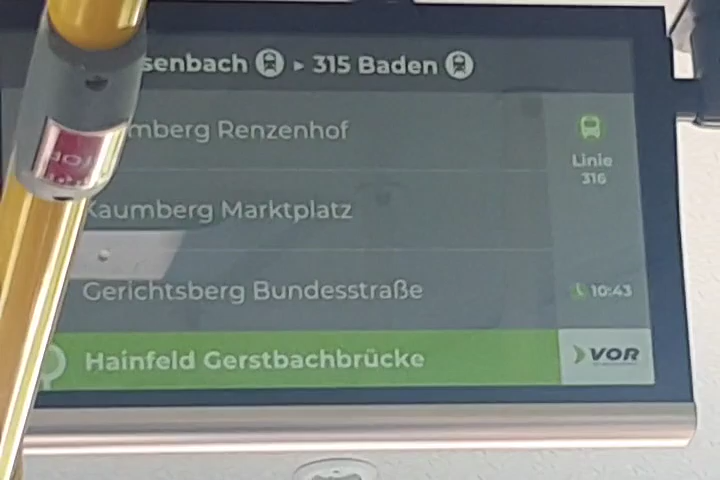 senbach ▸ 315 Baden
mberg Renzenhof
Kaumberg Marktplatz
Gerichtsberg Bundesstraße
Hainfeld Gerstbachbrücke
Linie
316
10:43
VOR